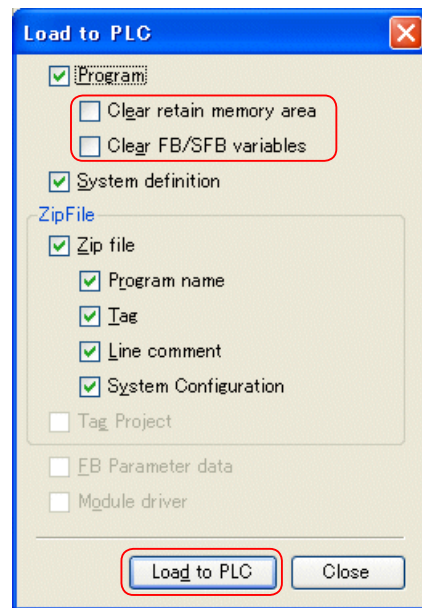 Load to PLC
Program
Clear retain memory area
Clear FB/SFB variables
System definition
ZipFile
Zip file
Program name
Tag
Line comment
System Configuration
Tag Project
FB Parameter data
Module driver
Load to PLC Close